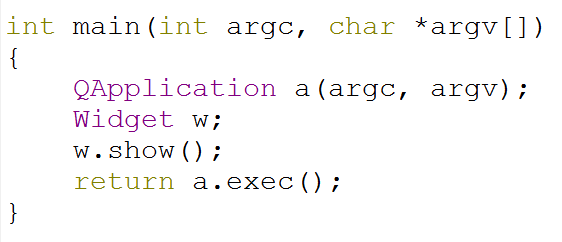 int main(int argc, char *argv[])
{
    QApplication a(argc, argv);
    Widget w;
    w.show();
    return a.exec();
}